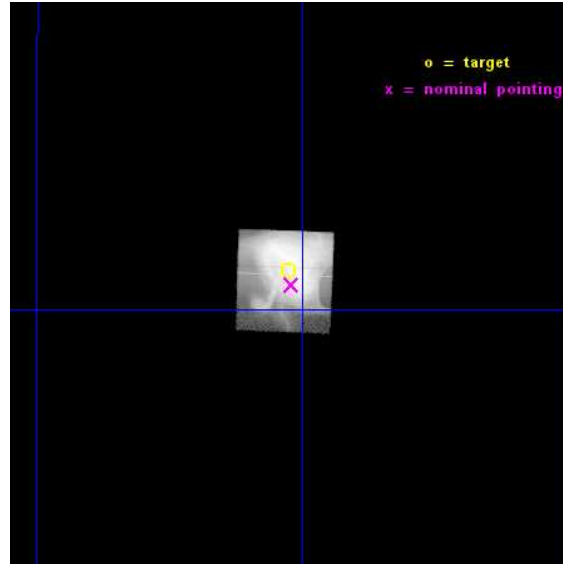 o = target
x = nominal pointing